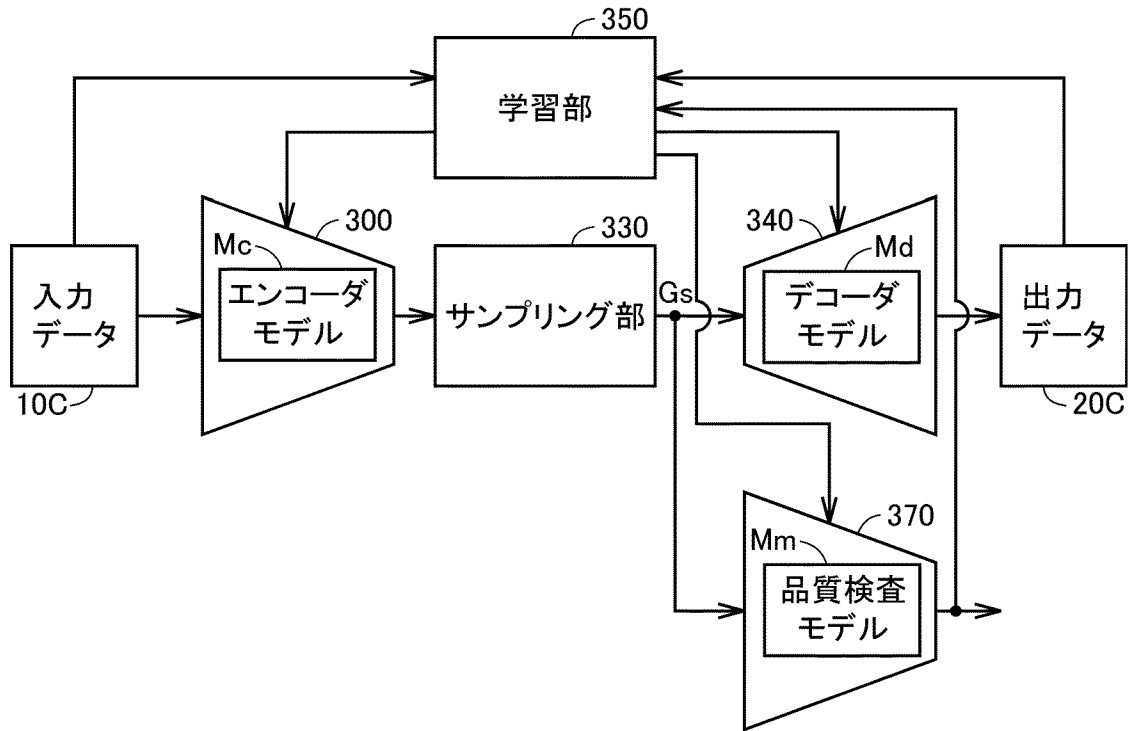 350
学習部
300
330
340
Mc
Md
入力
データ
エンコーダ
モデル
サンプリング部
Gs
デコーダ
モデル
出力
データ
10C
20C
370
Mm
品質検査
モデル